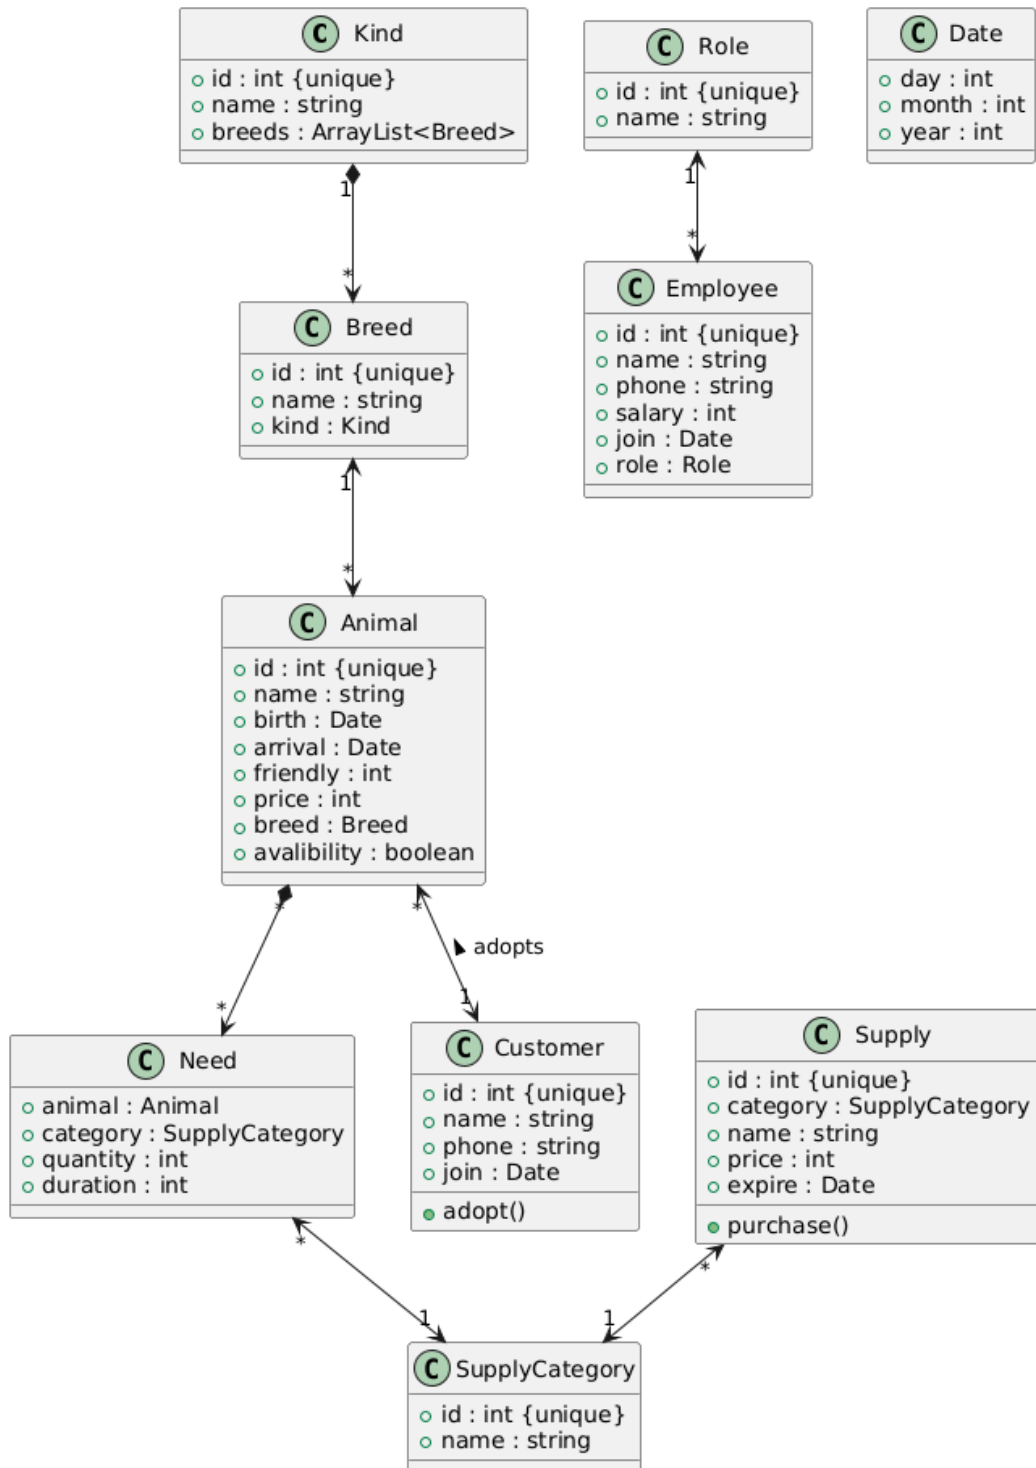 C Kind
id : int {unique}
name : string
breeds : ArrayList<Breed>
C Role
id : int {unique}
name : string
C Date
day : int
month : int
year : int
1
*
1
*
C Breed
id : int {unique}
name : string
kind : Kind
C Employee
id : int {unique}
name : string
phone : string
salary : int
join : Date
role : Role
1
*
C Animal
id : int {unique}
name : string
birth : Date
arrival : Date
friendly : int
price : int
breed : Breed
avalibility : boolean
*
*
adopts
*
1
C Need
animal : Animal
category : SupplyCategory
quantity : int
duration : int
C Customer
id : int {unique}
name : string
phone : string
join : Date
adopt()
C Supply
id : int {unique}
category : SupplyCategory
name : string
price : int
expire : Date
purchase()
*
*
1
1
C SupplyCategory
id : int {unique}
name : string